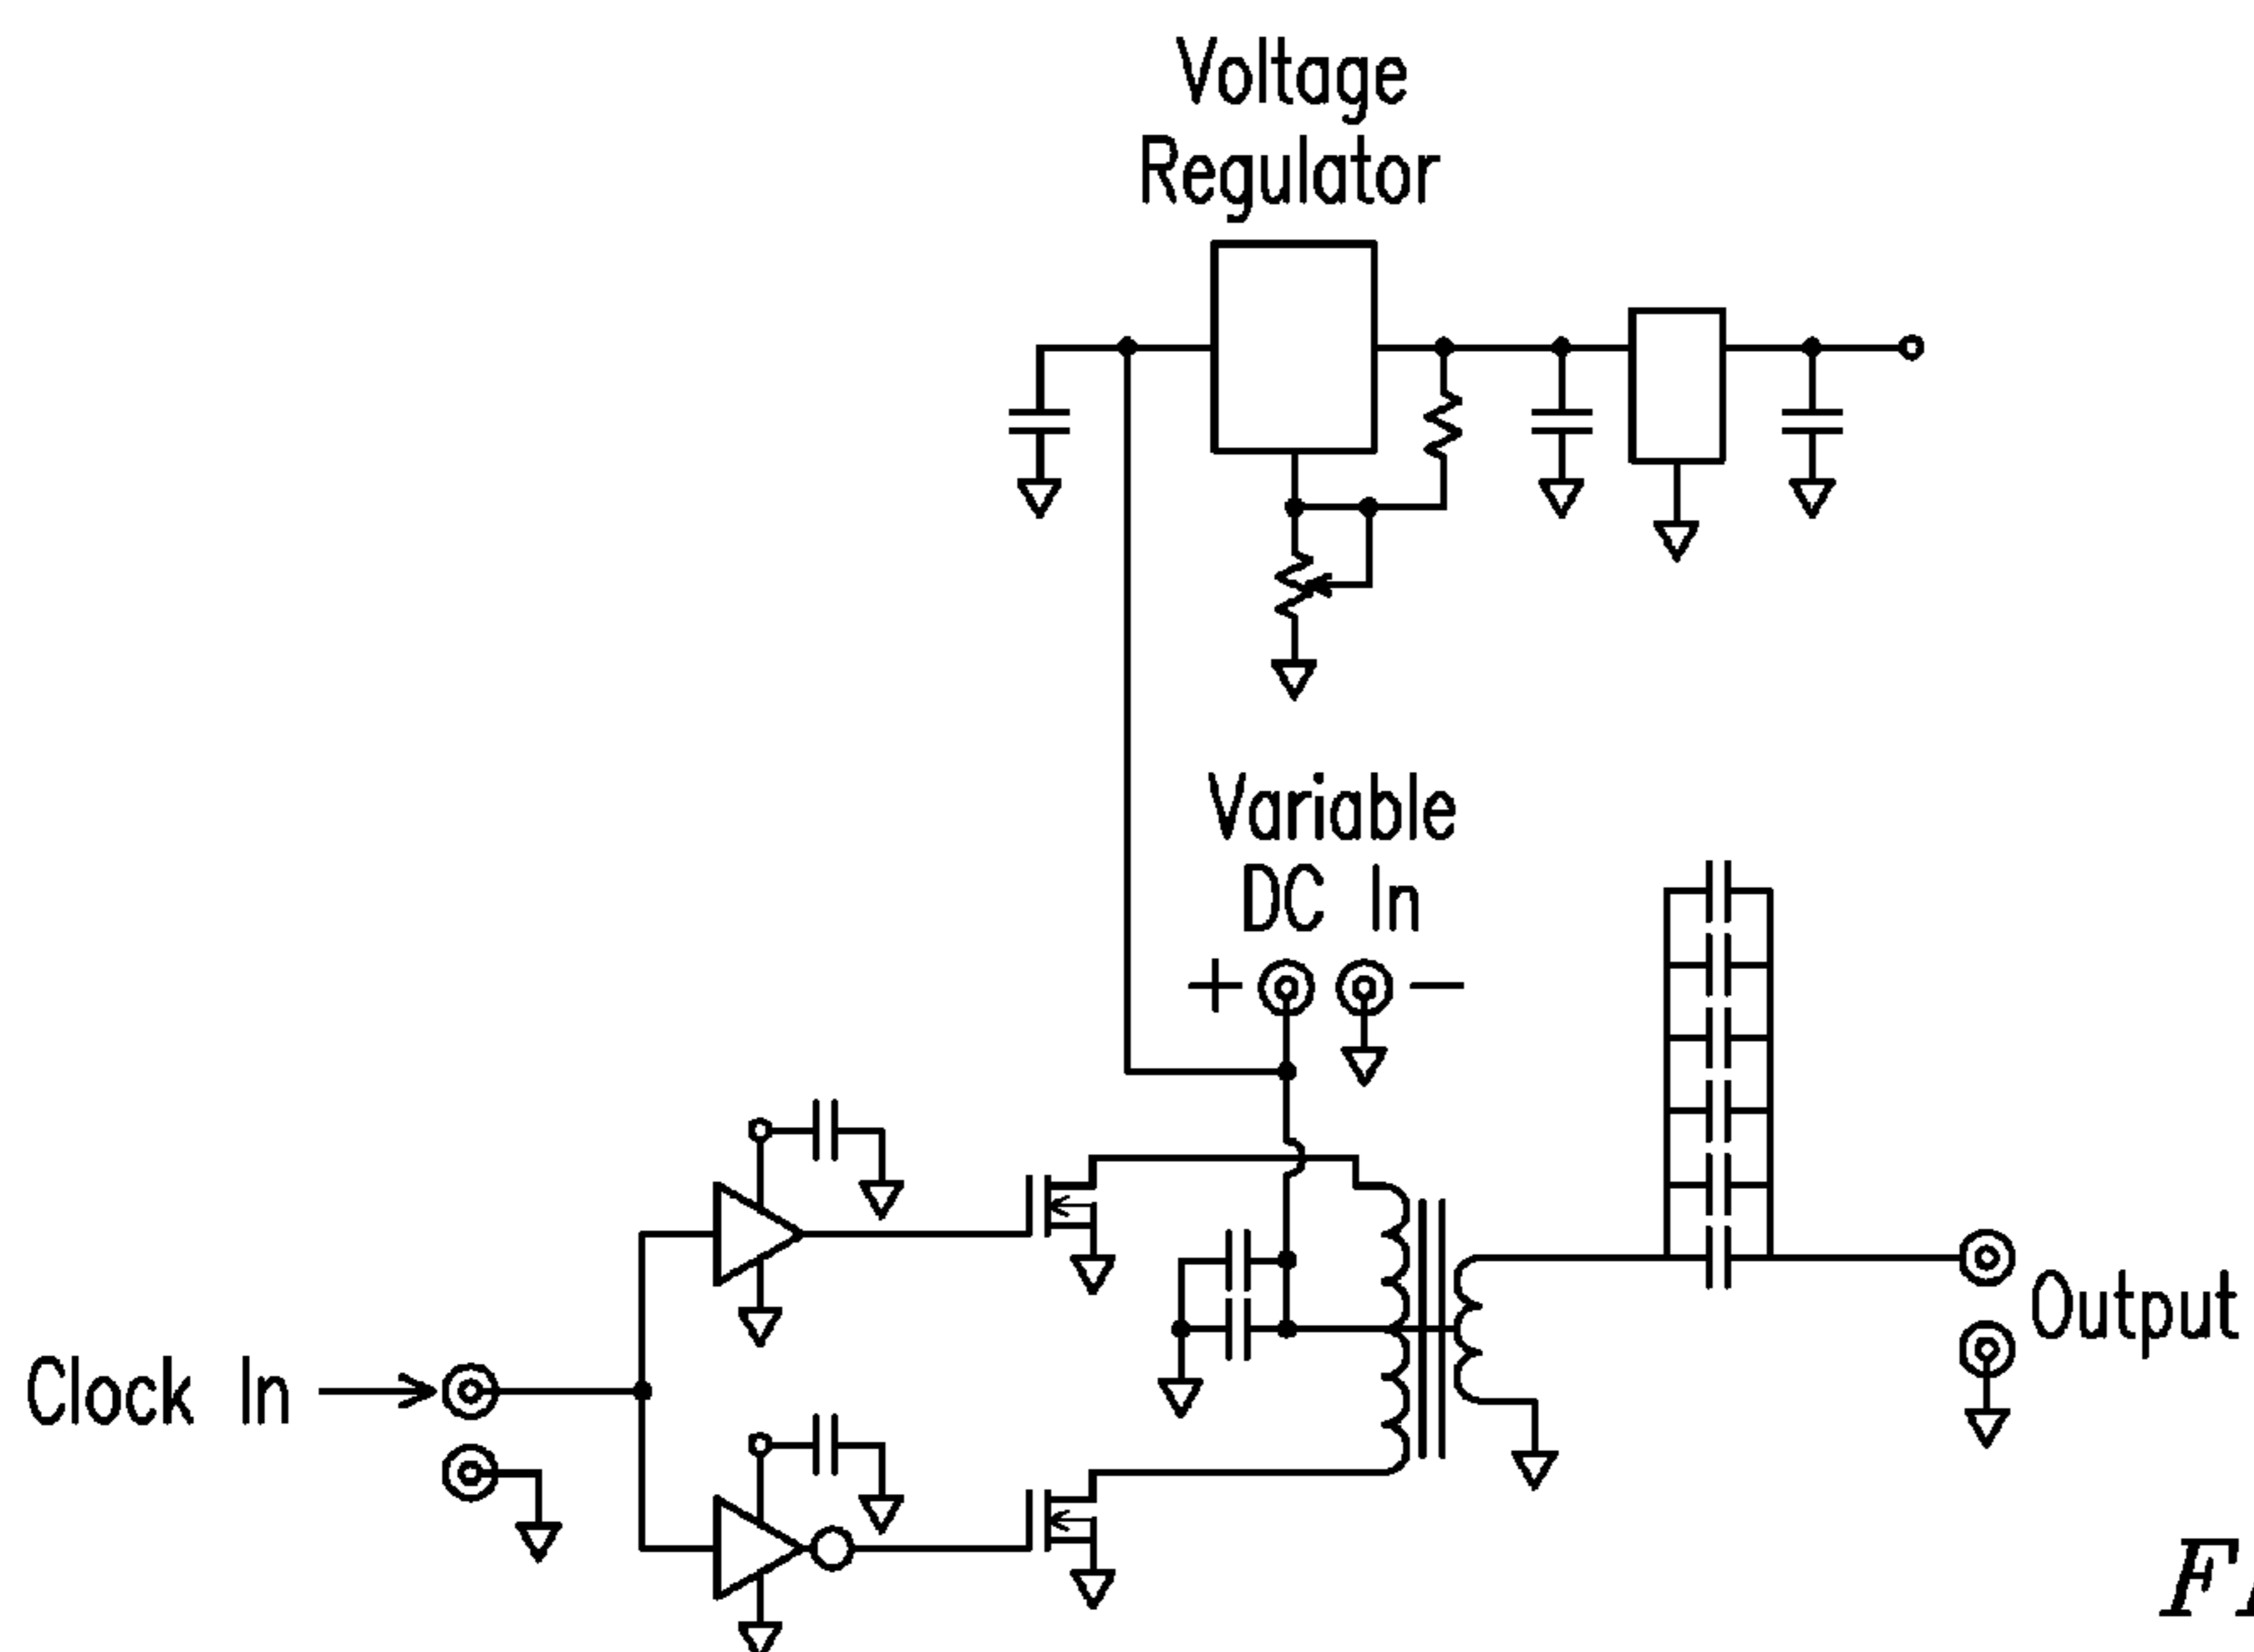 Voltage
Regulator
Variable
DC In
+ −
Output
Clock In